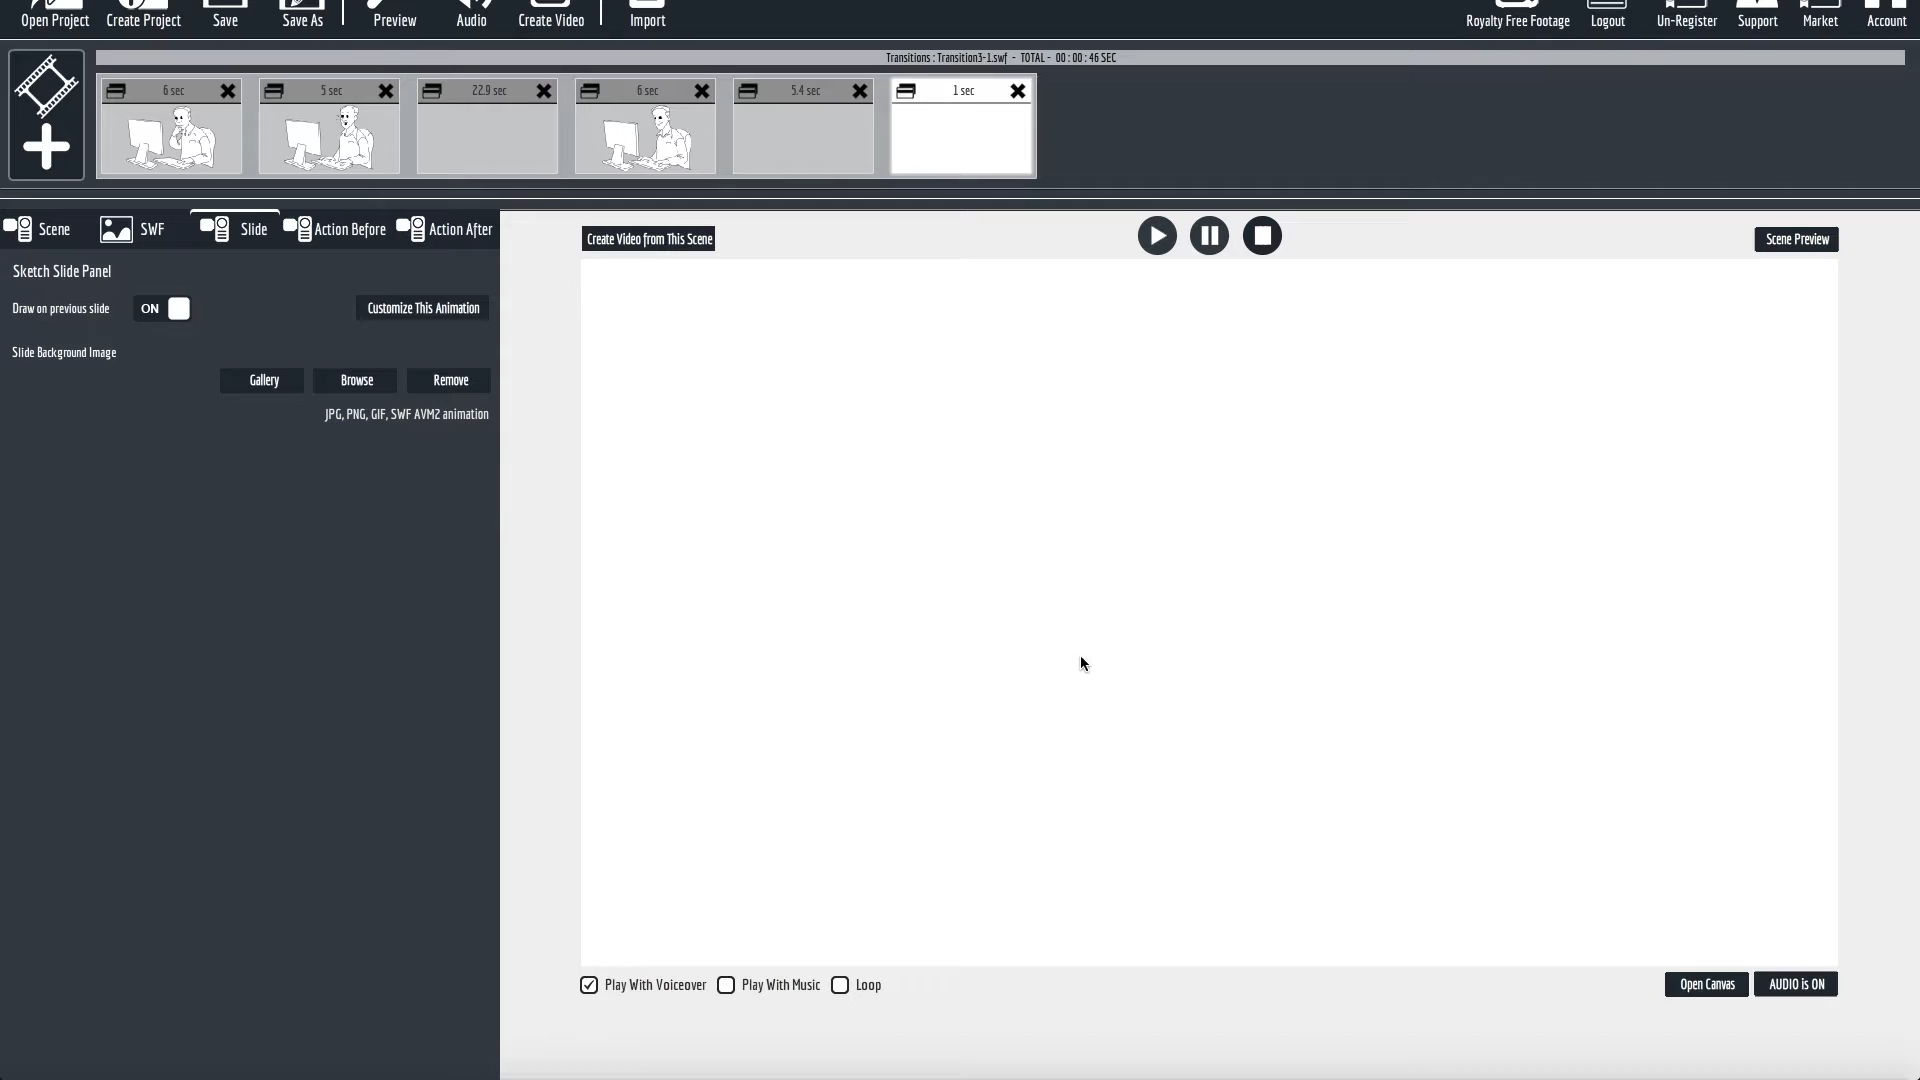 Open Project Create Project Save Save As Preview Audio Create Video Import Royalty Free Footage Logout Un-Register Support Market Account
Transitions : Transition3-1.swf - TOTAL - 00 : 00 : 46 SEC
6 sec 5 sec 22.9 sec 6 sec 5.4 sec 1 sec
Scene SWF Slide Action Before Action After
Create Video from This Scene Scene Preview
Sketch Slide Panel
Draw on previous slide ON Customize This Animation
Slide Background Image
Gallery Browse Remove
JPG, PNG, GIF, SWF AVM2 animation
Play With Voiceover Play With Music Loop Open Canvas AUDIO is ON